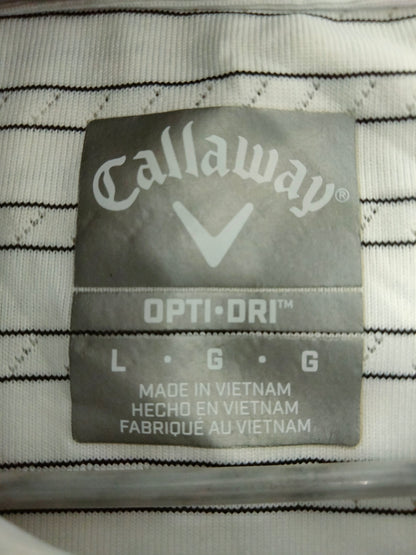 Callaway®
OPTI•DRI™
L • G • G
MADE IN VIETNAM
HECHO EN VIETNAM
FABRIQUÉ AU VIETNAM